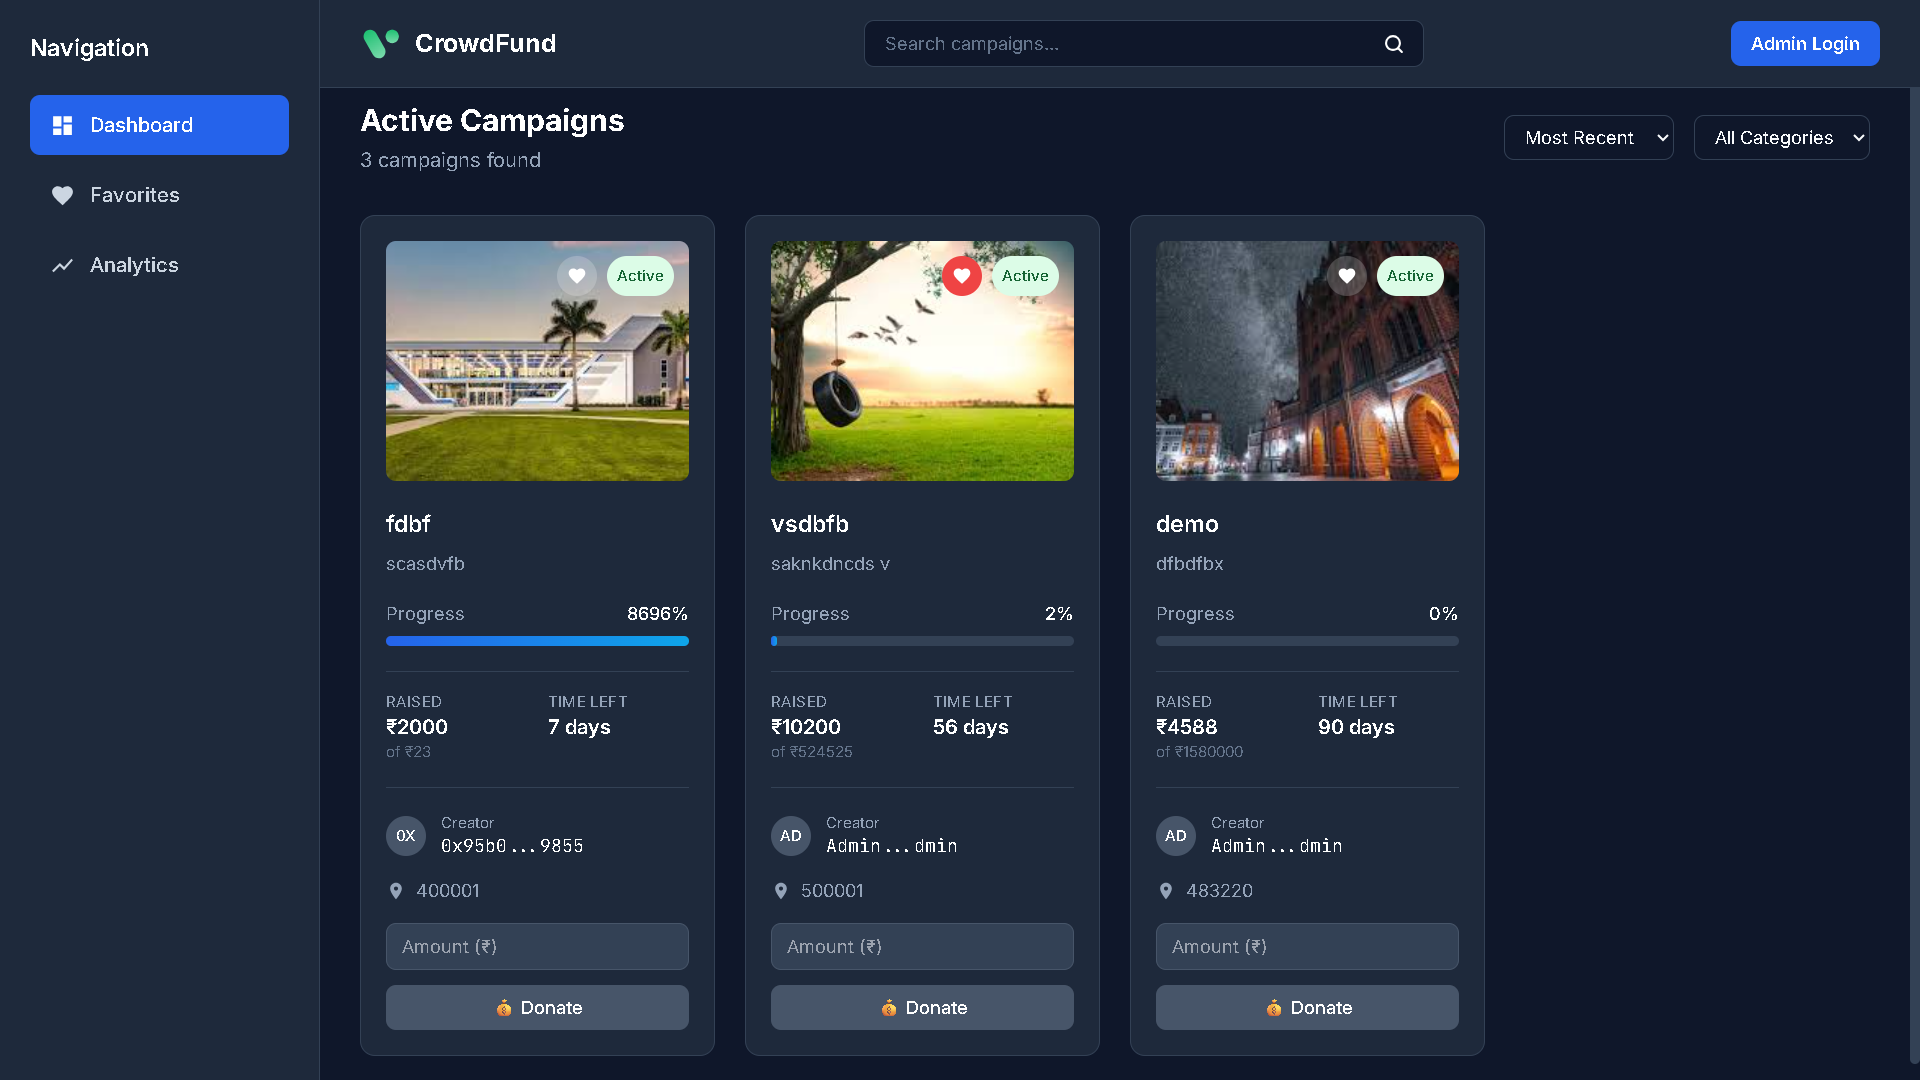 Navigation
Dashboard
Favorites
Analytics
CrowdFund
Search campaigns...
Admin Login
Active Campaigns
3 campaigns found
Most Recent
All Categories
Active
fdbf
scasdvfb
Progress 8696%
RAISED TIME LEFT
₹2000 7 days
of ₹23
0X
Creator
0x95b0...9855
400001
Amount (₹)
Donate
Active
vsdbfb
saknkdncds v
Progress 2%
RAISED TIME LEFT
₹10200 56 days
of ₹524525
AD
Creator
Admin...dmin
500001
Amount (₹)
Donate
Active
demo
dfbdfbx
Progress 0%
RAISED TIME LEFT
₹4588 90 days
of ₹1580000
AD
Creator
Admin...dmin
483220
Amount (₹)
Donate